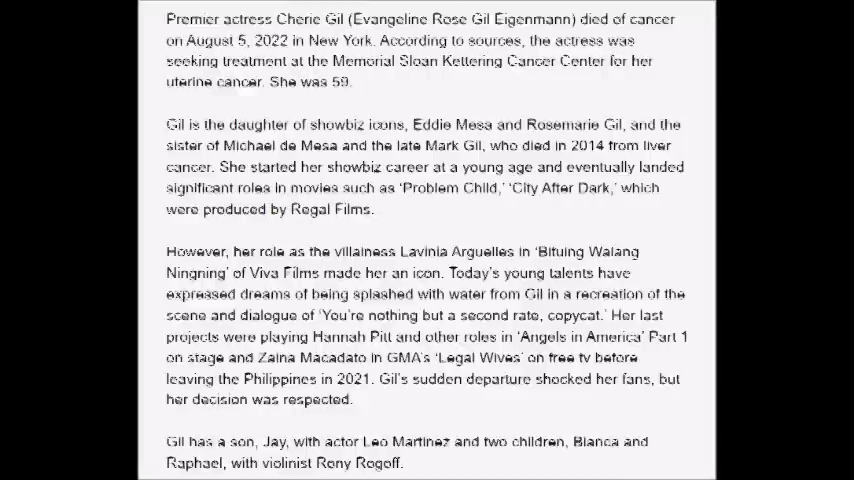 Premier actress Cherie Gil (Evangeline Rose Gil Eigenmann) died of cancer
on August 5, 2022 in New York. According to sources, the actress was
seeking treatment at the Memorial Sloan Kettering Cancer Center for her
uterine cancer. She was 59.
Gil is the daughter of showbiz icons, Eddie Mesa and Rosemarie Gil, and the
sister of Michael de Mesa and the late Mark Gil, who died in 2014 from liver
cancer. She started her showbiz career at a young age and eventually landed
significant roles in movies such as ‘Problem Child,’ ‘City After Dark,’ which
were produced by Regal Films.
However, her role as the villainess Lavinia Arguelles in ‘Bituing Walang
Ningning’ of Viva Films made her an icon. Today’s young talents have
expressed dreams of being splashed with water from Gil in a recreation of the
scene and dialogue of ‘You’re nothing but a second rate, copycat.’ Her last
projects were playing Hannah Pitt and other roles in ‘Angels in America’ Part 1
on stage and Zaina Macadato in GMA’s ‘Legal Wives’ on free tv before
leaving the Philippines in 2021. Gil’s sudden departure shocked her fans, but
her decision was respected.
Gil has a son, Jay, with actor Leo Martinez and two children, Bianca and
Raphael, with violinist Rony Rogoff.